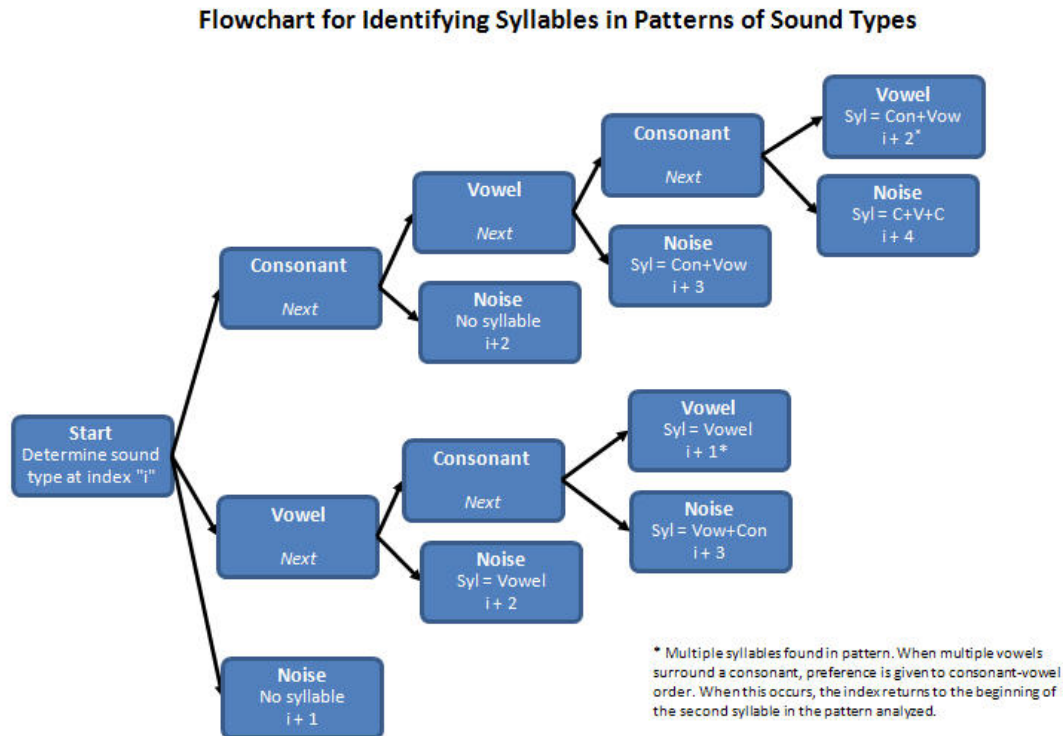 Flowchart for Identifying Syllables in Patterns of Sound Types
Start
Determine sound
type at index "i"
Consonant
Next
Vowel
Next
Consonant
Next
Vowel
Syl = Con+Vow
i + 2*
Noise
Syl = C+V+C
i + 4
Noise
Syl = Con+Vow
i + 3
Noise
No syllable
i+2
Vowel
Next
Consonant
Next
Vowel
Syl = Vowel
i + 1*
Noise
Syl = Vow+Con
i + 3
Noise
Syl = Vowel
i + 2
Noise
No syllable
i + 1
* Multiple syllables found in pattern. When multiple vowels
surround a consonant, preference is given to consonant-vowel
order. When this occurs, the index returns to the beginning of
the second syllable in the pattern analyzed.